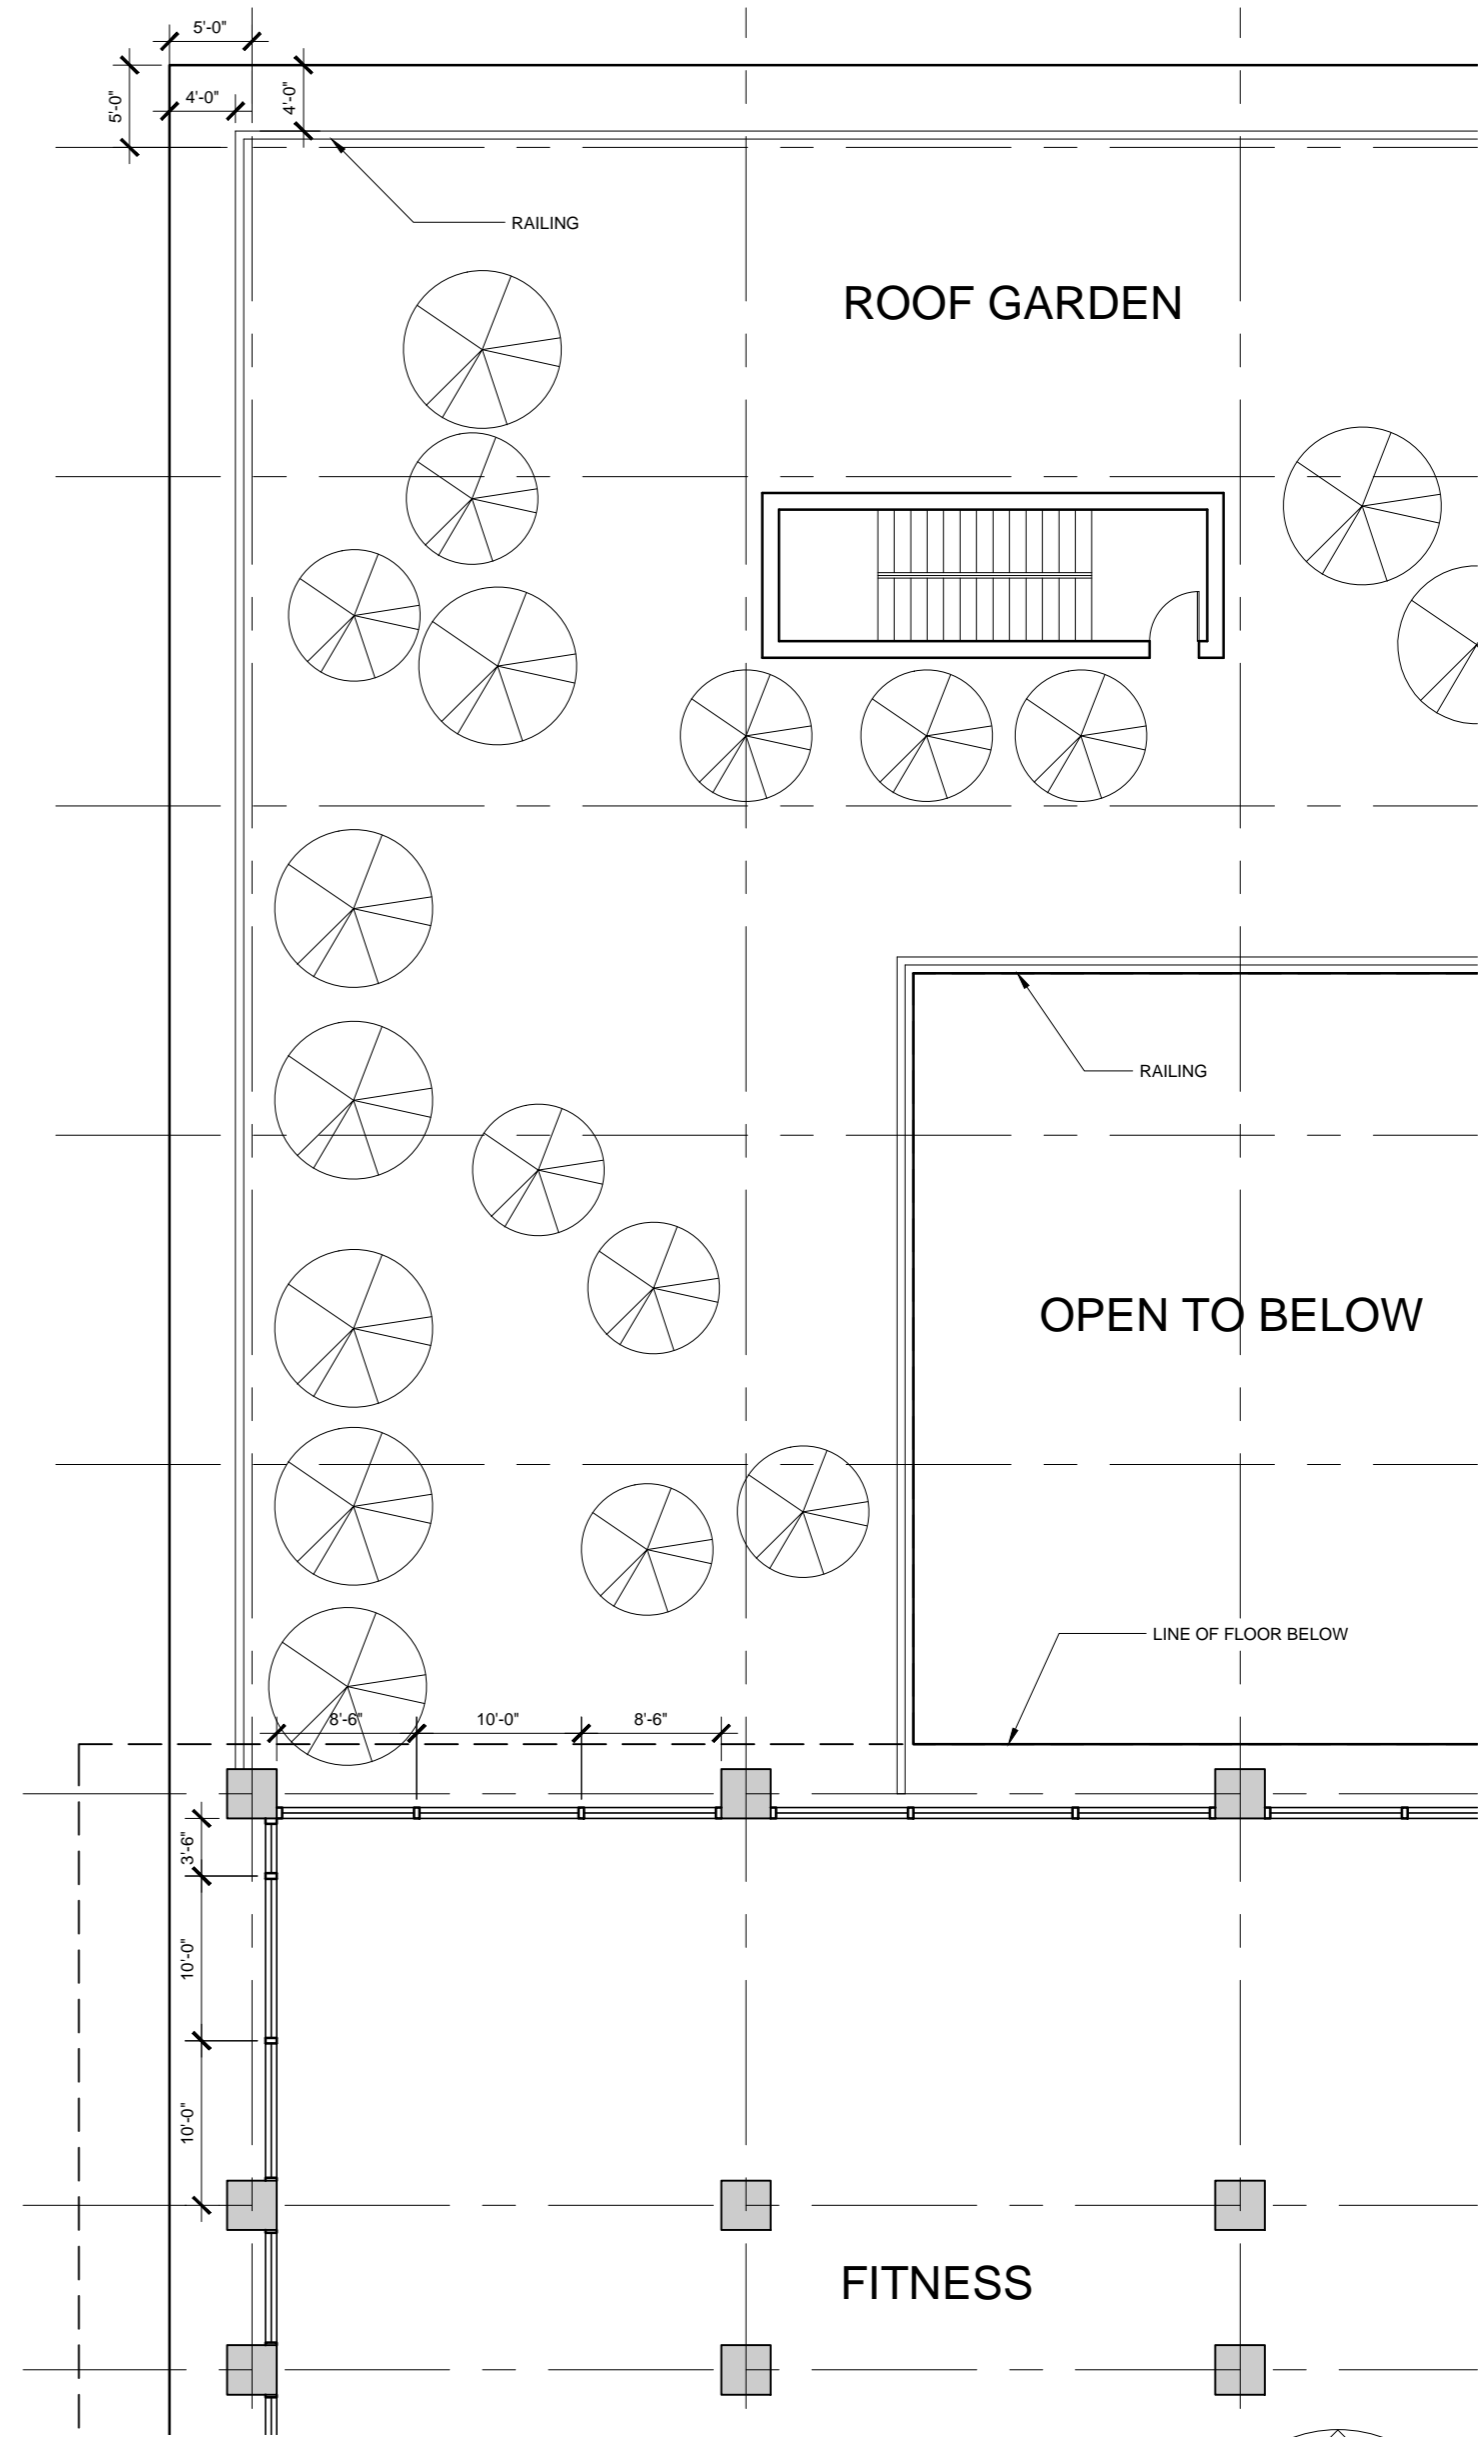 5'-0"
5'-0"
4'-0"
4'-0"
RAILING
ROOF GARDEN
RAILING
OPEN TO BELOW
LINE OF FLOOR BELOW
8'-6"
10'-0"
8'-6"
3'-6"
10'-0"
10'-0"
FITNESS